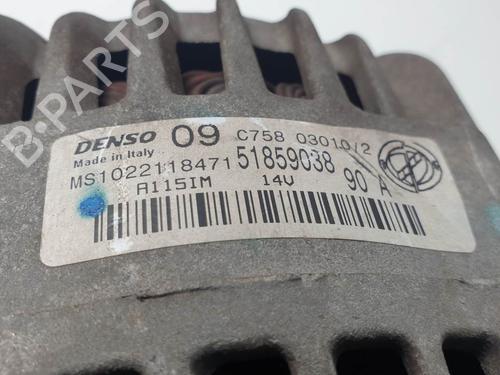 B-PARTS
DENSO 09 C758 03010/2
Made in Italy
MS1022118471 51859038
A115IM 14V 90 A